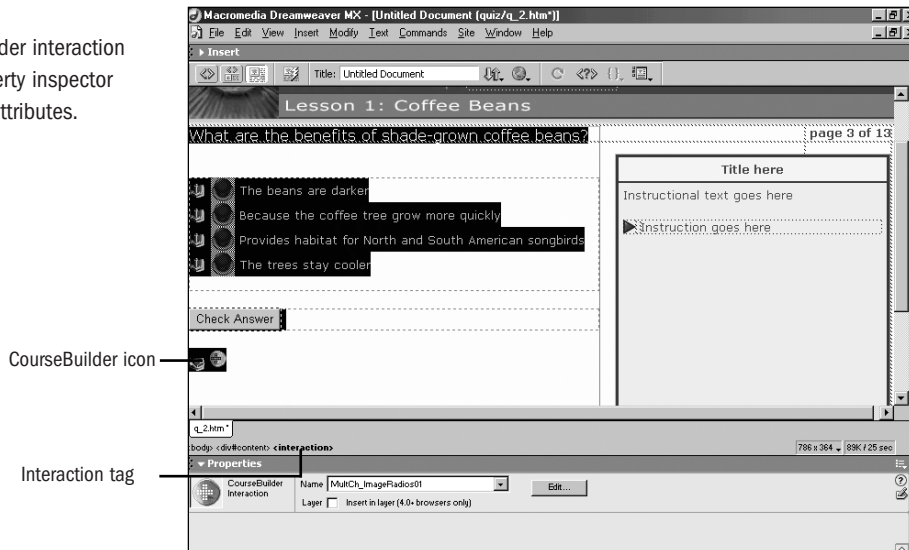 der interaction
erty inspector
ttributes.
CourseBuilder icon
Interaction tag
Macromedia Dreamweaver MX - [Untitled Document (quiz/q_2.htm*)]
File Edit View Insert Modify Text Commands Site Window Help
Insert
Title: Untitled Document
Lesson 1: Coffee Beans
What are the benefits of shade-grown coffee beans?
page 3 of 13
The beans are darker
Because the coffee tree grow more quickly
Provides habitat for North and South American songbirds
The trees stay cooler
Check Answer
Title here
Instructional text goes here
Instruction goes here
q_2.htm*
<body> <div#content> <interaction>
786 x 364 89K / 25 sec
Properties
CourseBuilder
Interaction
Name MultCh_ImageRadios01
Edit...
Layer Insert in layer (4.0+ browsers only)